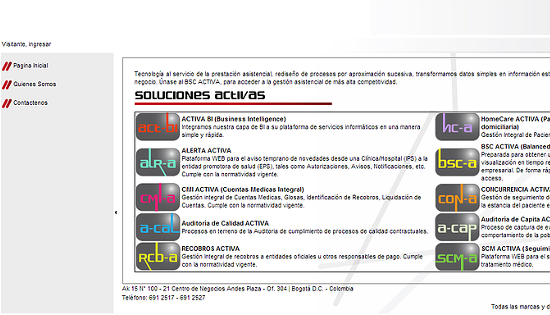 Visitante, ingresar
Pagina Inicial
Quienes Somos
Contactenos
Tecnología al servicio de la prestación asistencial, rediseño de procesos por aproximación sucesiva, transformamos datos simples en información est
negocio. Únase al BSC ACTIVA, para acceder a la gestión asistencial de más alta competitividad.
soluciones activas
act-bi
ACTIVA BI (Business Intelligence)
Integramos nuestra capa de BI a su plataforma de servicios informáticos en una manera
simple y rápida.
alr-a
ALERTA ACTIVA
Plataforma WEB para el aviso temprano de novedades desde una Clínica/Hospital (IPS) a la
entidad promotora de salud (EPS), tales como Autorizaciones, Avisos, Notificaciones, etc.
Cumple con la normatividad vigente.
cmi-a
CMI ACTIVA (Cuentas Medicas Integral)
Gestión integral de Cuentas Medicas, Glosas, Identificación de Recobros, Liquidación de
Cuentas. Cumple con la normatividad vigente.
a-cal
Auditoria de Calidad ACTIVA
Procesos en terreno de la Auditoria de cumplimiento de procesos de calidad contractuales.
rcb-a
RECOBROS ACTIVA
Gestión integral de recobros a entidades oficiales u otros responsables de pago. Cumple
con la normatividad vigente.
hc-a
HomeCare ACTIVA (Pa
domiciliaria)
Gestión Integral de Pacie
bsc-a
BSC ACTIVA (Balanced
Preparada para obtener u
visualización en tiempo re
empresarial. De forma ráp
acceso.
con-a
CONCURRENCIA ACTIVA
Gestión de seguimiento d
la estancia del paciente e
a-cap
Auditoria de Capita AC
Proceso de captura de ev
comportamiento de la pob
scm-a
SCM ACTIVA (Seguimi
Plataforma WEB para el s
tratamiento médico.
Ak 15 N° 100 - 21 Centro de Negocios Andes Plaza - Of. 304 | Bogotá D.C. - Colombia
Teléfono: 691 2517 - 691 2527
Todas las marcas y d